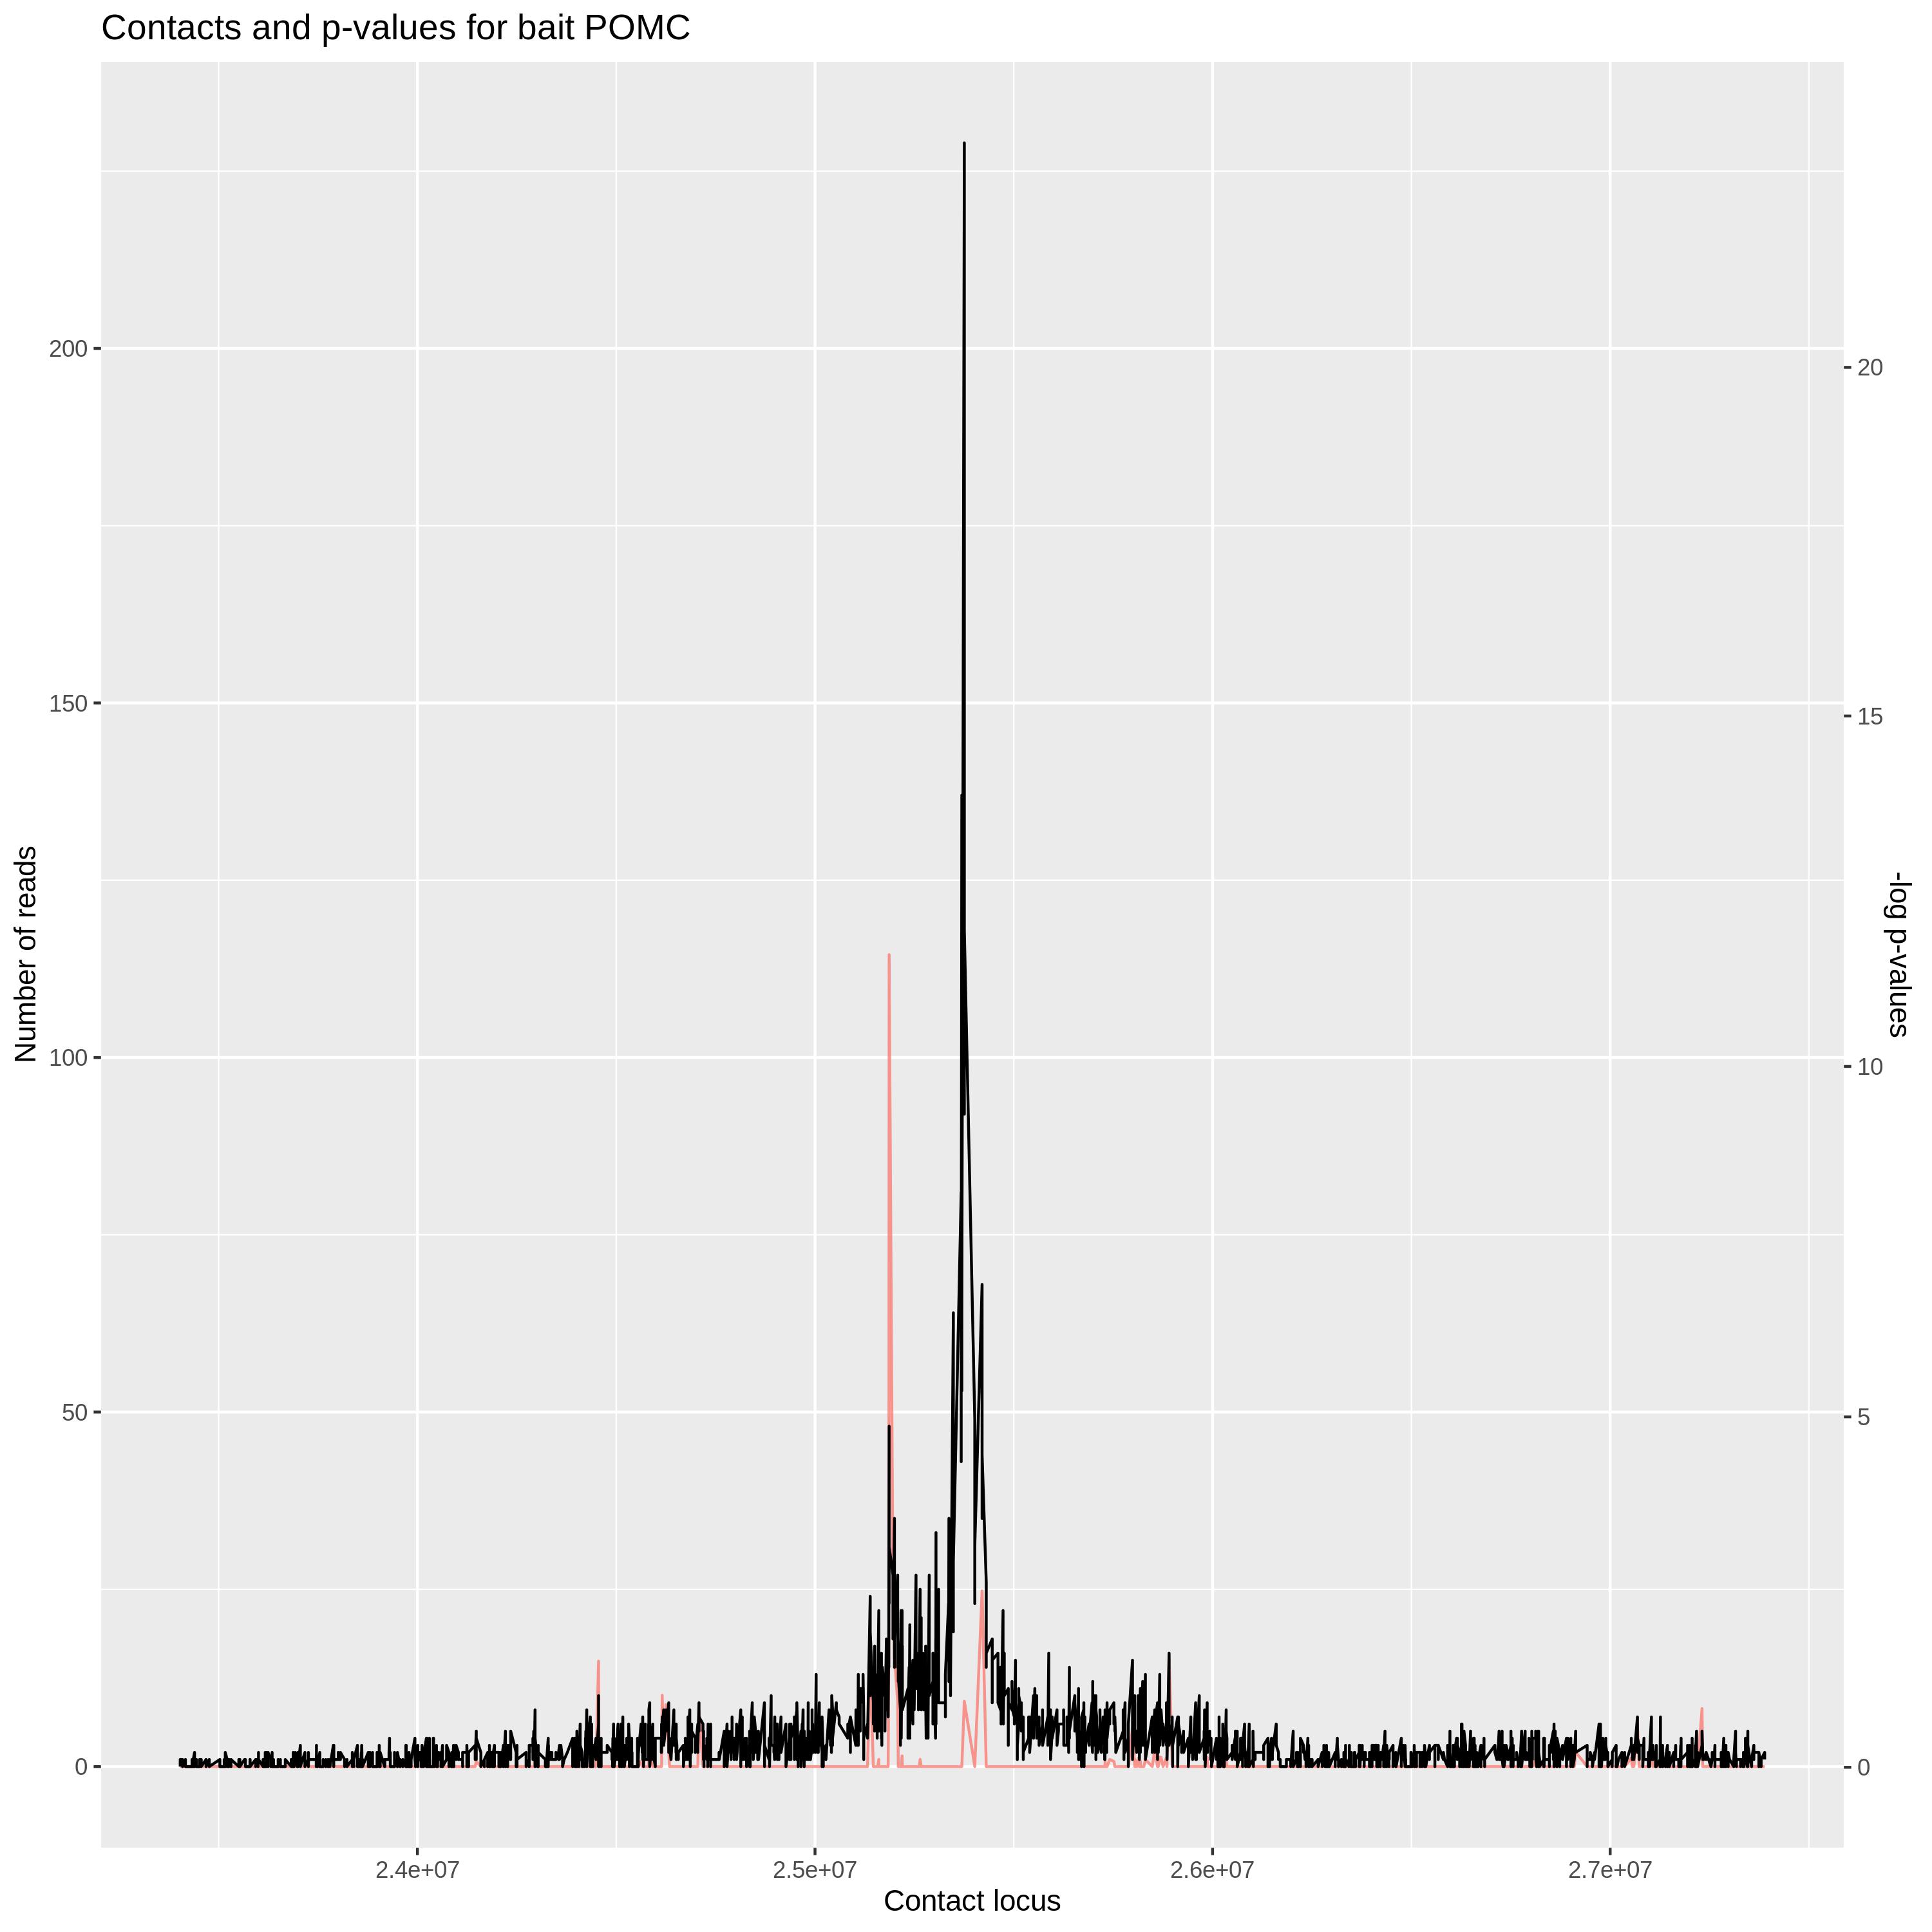 Contacts and p-values for bait POMC
Number of reads
200
150
100
50
0
20
15
10
5
0
-log p-values
2.4e+07
2.5e+07
2.6e+07
2.7e+07
Contact locus